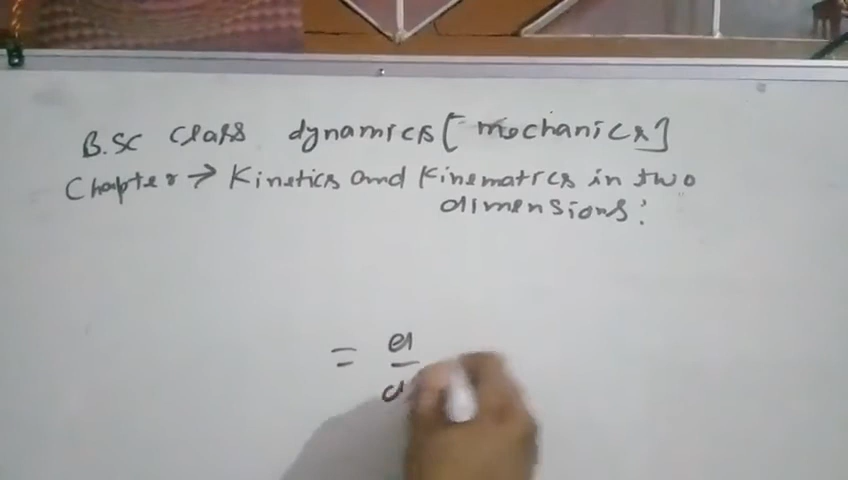 B.SC Class dynamics [mechanics]
Chapter → Kinetics and Kinematics in two
dimensions:
= d
d